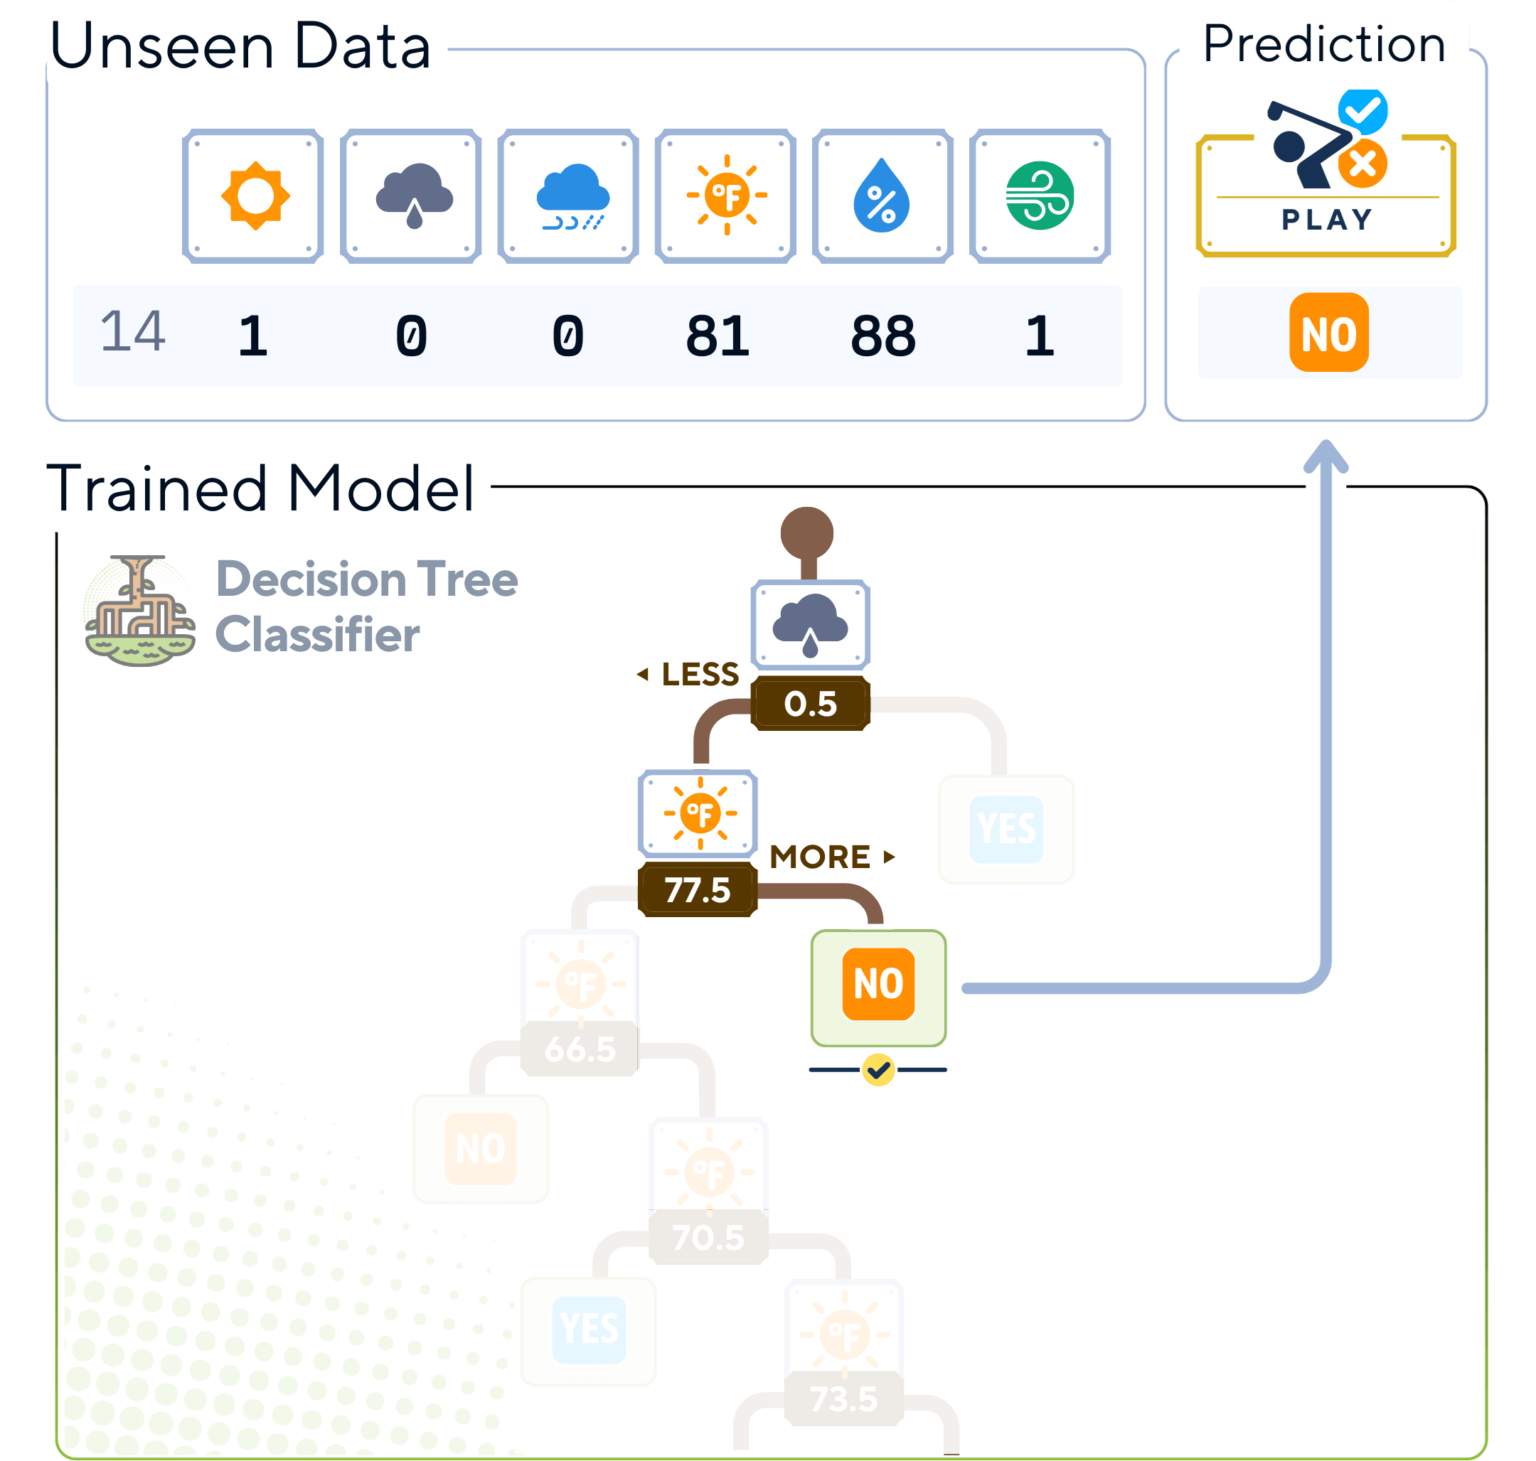 Unseen Data
Prediction
°F
%
PLAY
14 1 0 0 81 88 1
NO
Trained Model
Decision Tree
Classifier
◂ LESS
0.5
°F
YES
MORE ▸
77.5
°F
NO
66.5
NO
°F
70.5
YES
°F
73.5